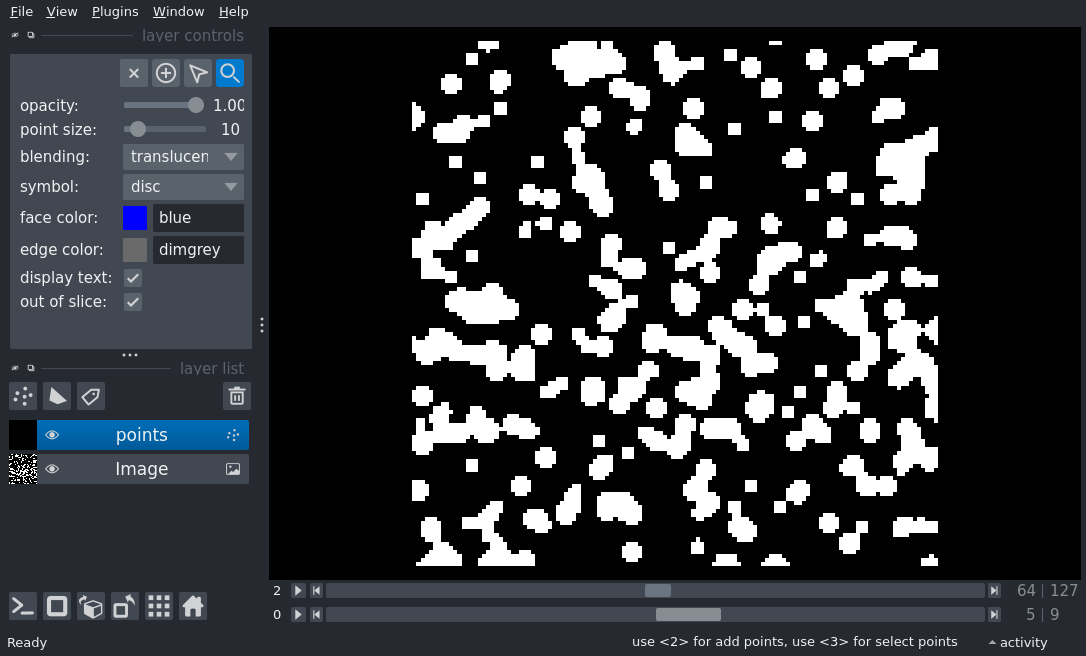 File View Plugins Window Help
layer controls
opacity: 1.00
point size: 10
blending: translucen
symbol: disc
face color: blue
edge color: dimgrey
display text:
out of slice:
layer list
points
Image
2 64 | 127
0 5 | 9
Ready use <2> for add points, use <3> for select points activity